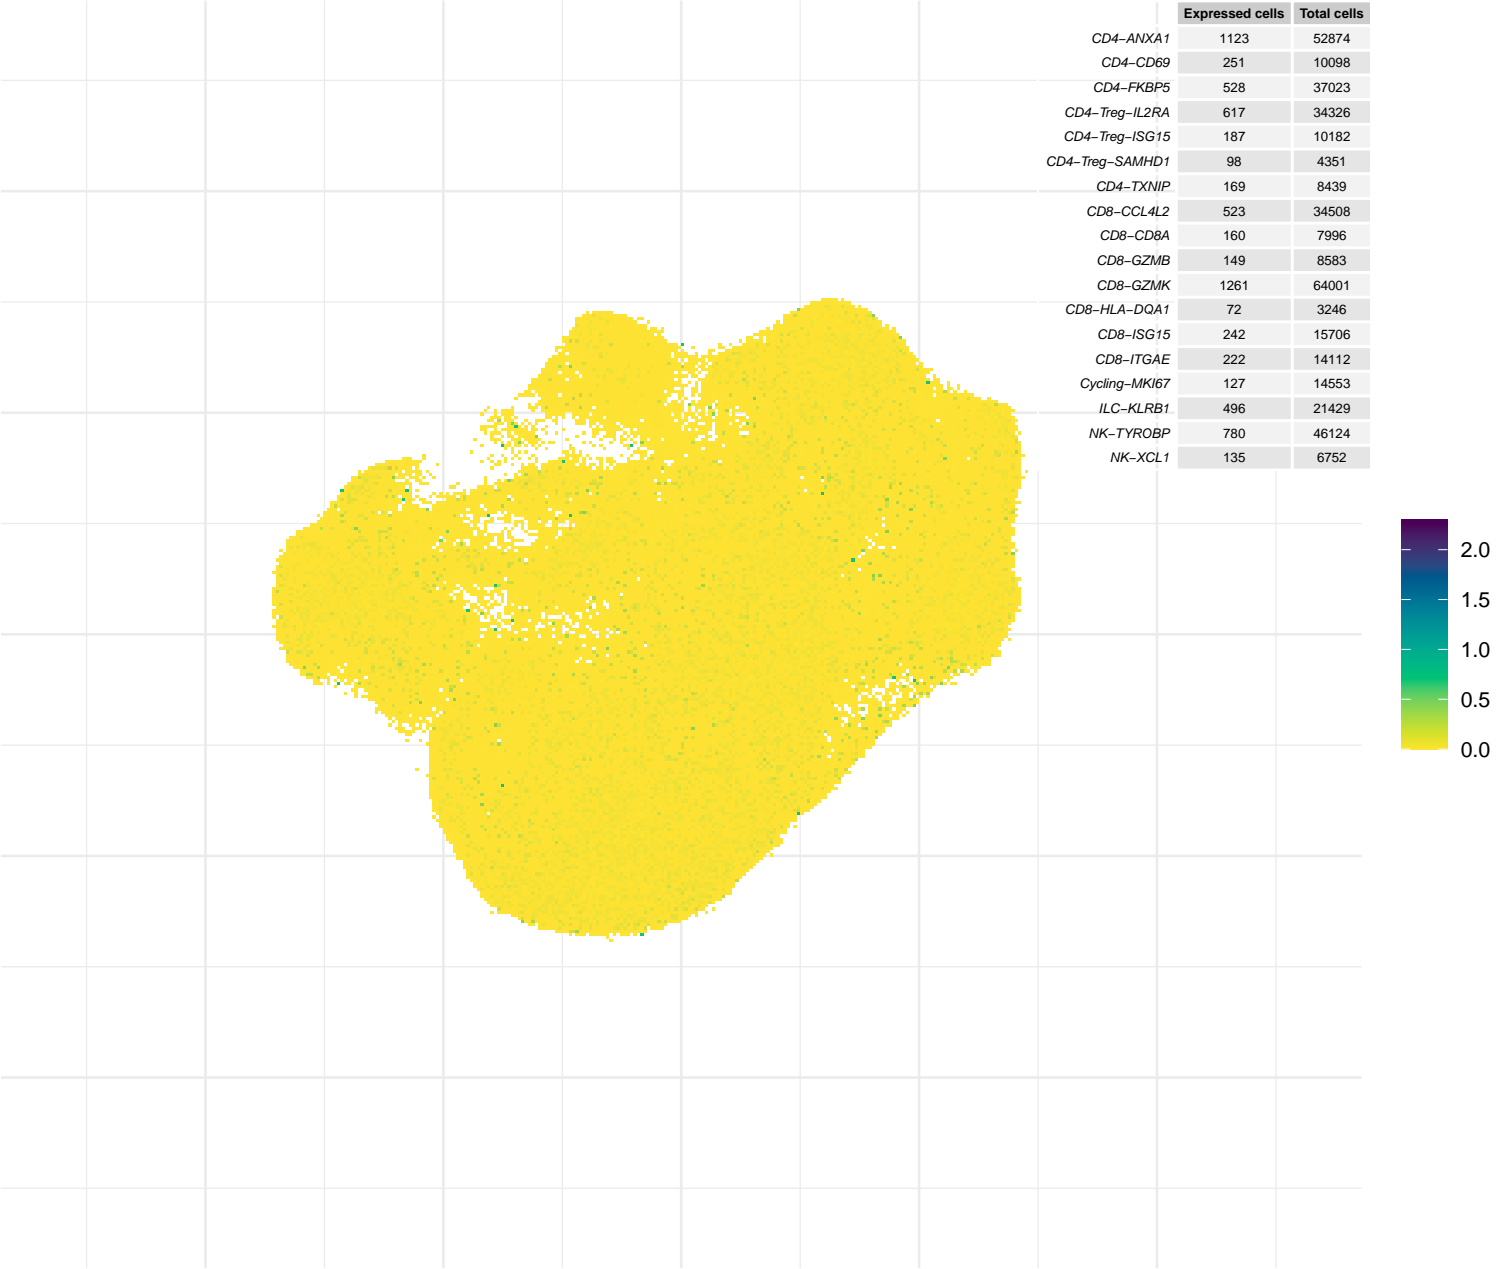 Expressed cells Total cells
CD4−ANXA1 1123 52874
CD4−CD69 251 10098
CD4−FKBP5 528 37023
CD4−Treg−IL2RA 617 34326
CD4−Treg−ISG15 187 10182
CD4−Treg−SAMHD1 98 4351
CD4−TXNIP 169 8439
CD8−CCL4L2 523 34508
CD8−CD8A 160 7996
CD8−GZMB 149 8583
CD8−GZMK 1261 64001
CD8−HLA−DQA1 72 3246
CD8−ISG15 242 15706
CD8−ITGAE 222 14112
Cycling−MKI67 127 14553
ILC−KLRB1 496 21429
NK−TYROBP 780 46124
NK−XCL1 135 6752
2.0
1.5
1.0
0.5
0.0